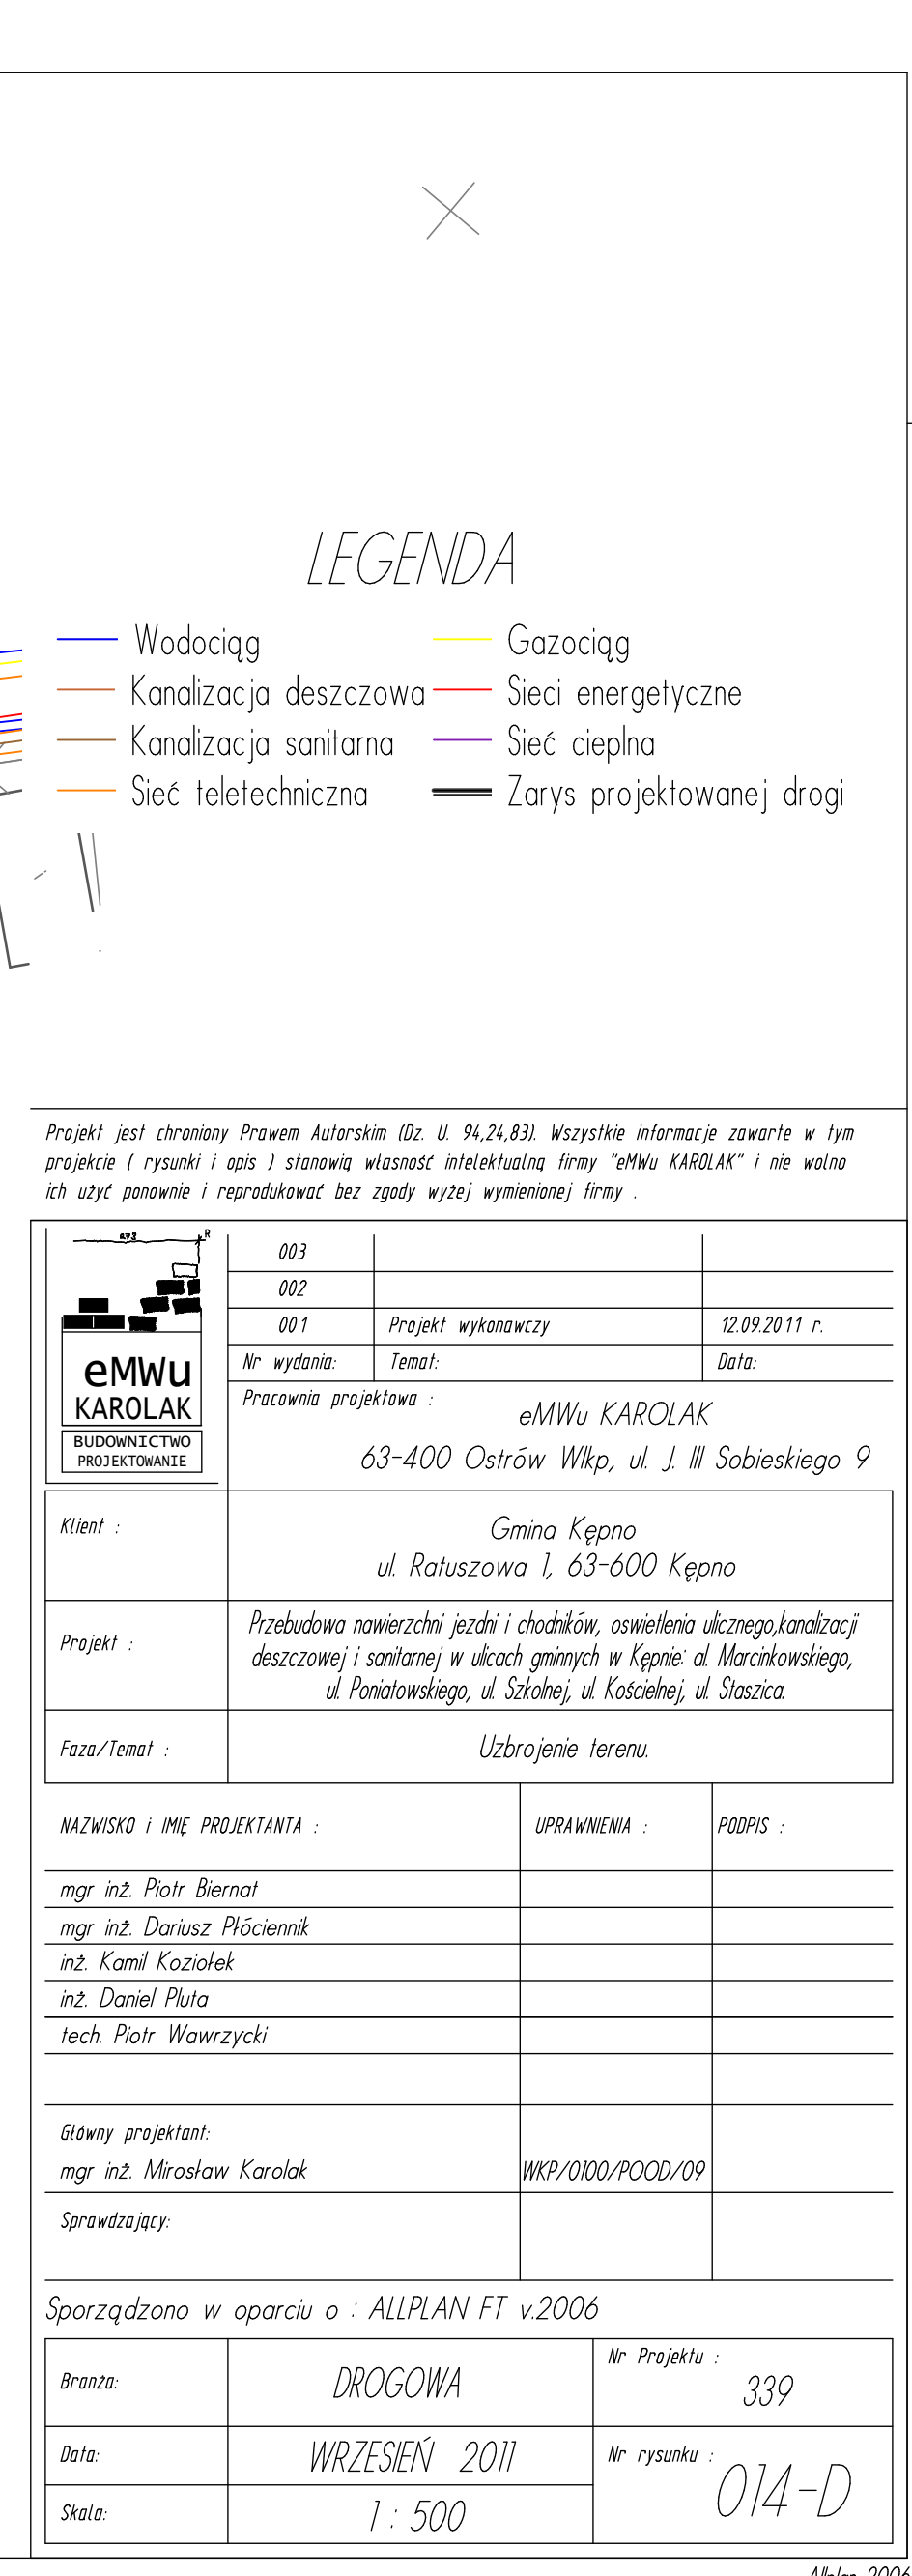 LEGENDA
Wodociąg
Gazociąg
Kanalizacja deszczowa
Sieci energetyczne
Kanalizacja sanitarna
Sieć cieplna
Sieć teletechniczna
Zarys projektowanej drogi
Projekt jest chroniony Prawem Autorskim (Dz. U. 94,24,83). Wszystkie informacje zawarte w tym
projekcie ( rysunki i opis ) stanowią własność intelektualną firmy "eMWu KAROLAK" i nie wolno
ich użyć ponownie i reprodukować bez zgody wyżej wymienionej firmy .
R
eMWu
KAROLAK
BUDOWNICTWO
PROJEKTOWANIE
003
002
001 Projekt wykonawczy 12.09.2011 r.
Nr wydania: Temat: Data:
Pracownia projektowa :
eMWu KAROLAK
63-400 Ostrów Wlkp, ul. J. III Sobieskiego 9
Klient :
Gmina Kępno
ul. Ratuszowa 1, 63-600 Kępno
Projekt :
Przebudowa nawierzchni jezdni i chodników, oswietlenia ulicznego,kanalizacji
deszczowej i sanitarnej w ulicach gminnych w Kępnie: al. Marcinkowskiego,
ul. Poniatowskiego, ul. Szkolnej, ul. Kościelnej, ul. Staszica.
Faza/Temat :
Uzbrojenie terenu.
NAZWISKO i IMIĘ PROJEKTANTA : UPRAWNIENIA : PODPIS :
mgr inż. Piotr Biernat
mgr inż. Dariusz Płóciennik
inż. Kamil Koziołek
inż. Daniel Pluta
tech. Piotr Wawrzycki
Główny projektant:
mgr inż. Mirosław Karolak WKP/0100/POOD/09
Sprawdzający:
Sporządzono w oparciu o : ALLPLAN FT v.2006
Branża: DROGOWA
Nr Projektu :
339
Data: WRZESIEŃ 2011
Nr rysunku :
014-D
Skala: 1 : 500
Allplan 2006